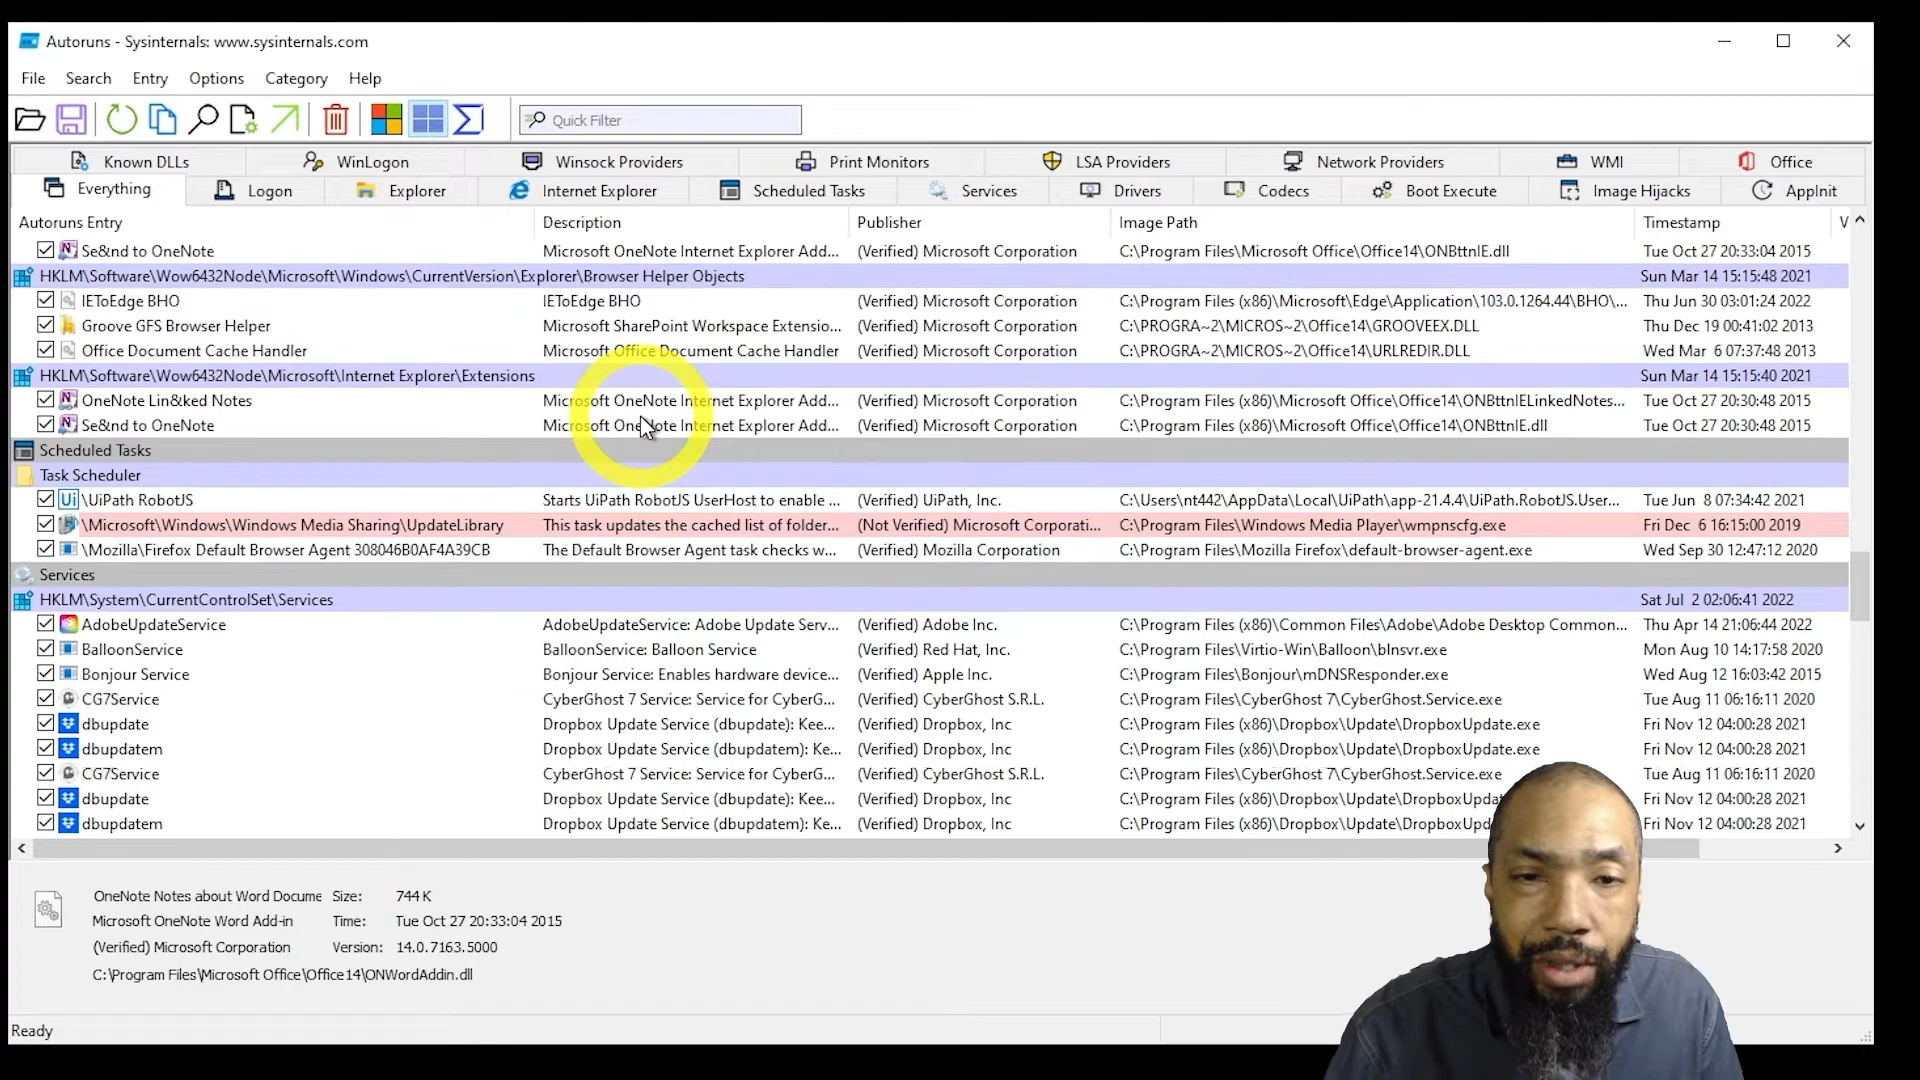 Autoruns - Sysinternals: www.sysinternals.com
File Search Entry Options Category Help
Quick Filter
Known DLLs WinLogon Winsock Providers Print Monitors LSA Providers Network Providers WMI Office
Everything Logon Explorer Internet Explorer Scheduled Tasks Services Drivers Codecs Boot Execute Image Hijacks AppInit
Autoruns Entry Description Publisher Image Path Timestamp V
Se&nd to OneNote Microsoft OneNote Internet Explorer Add... (Verified) Microsoft Corporation C:\Program Files\Microsoft Office\Office14\ONBttnIE.dll Tue Oct 27 20:33:04 2015
HKLM\Software\Wow6432Node\Microsoft\Windows\CurrentVersion\Explorer\Browser Helper Objects Sun Mar 14 15:15:48 2021
IEToEdge BHO IEToEdge BHO (Verified) Microsoft Corporation C:\Program Files (x86)\Microsoft\Edge\Application\103.0.1264.44\BHO\... Thu Jun 30 03:01:24 2022
Groove GFS Browser Helper Microsoft SharePoint Workspace Extensio... (Verified) Microsoft Corporation C:\PROGRA~2\MICROS~2\Office14\GROOVEEX.DLL Thu Dec 19 00:41:02 2013
Office Document Cache Handler Microsoft Office Document Cache Handler (Verified) Microsoft Corporation C:\PROGRA~2\MICROS~2\Office14\URLREDIR.DLL Wed Mar 6 07:37:48 2013
HKLM\Software\Wow6432Node\Microsoft\Internet Explorer\Extensions Sun Mar 14 15:15:40 2021
OneNote Lin&ked Notes Microsoft OneNote Internet Explorer Add... (Verified) Microsoft Corporation C:\Program Files (x86)\Microsoft Office\Office14\ONBttnIELinkedNotes... Tue Oct 27 20:30:48 2015
Se&nd to OneNote Microsoft OneNote Internet Explorer Add... (Verified) Microsoft Corporation C:\Program Files (x86)\Microsoft Office\Office14\ONBttnIE.dll Tue Oct 27 20:30:48 2015
Scheduled Tasks
Task Scheduler
Ui \UiPath RobotJS Starts UiPath RobotJS UserHost to enable ... (Verified) UiPath, Inc. C:\Users\nt442\AppData\Local\UiPath\app-21.4.4\UiPath.RobotJS.User... Tue Jun 8 07:34:42 2021
\Microsoft\Windows\Windows Media Sharing\UpdateLibrary This task updates the cached list of folder... (Not Verified) Microsoft Corporati... C:\Program Files\Windows Media Player\wmpnscfg.exe Fri Dec 6 16:15:00 2019
\Mozilla\Firefox Default Browser Agent 308046B0AF4A39CB The Default Browser Agent task checks w... (Verified) Mozilla Corporation C:\Program Files\Mozilla Firefox\default-browser-agent.exe Wed Sep 30 12:47:12 2020
Services
HKLM\System\CurrentControlSet\Services Sat Jul 2 02:06:41 2022
AdobeUpdateService AdobeUpdateService: Adobe Update Serv... (Verified) Adobe Inc. C:\Program Files (x86)\Common Files\Adobe\Adobe Desktop Common... Thu Apr 14 21:06:44 2022
BalloonService BalloonService: Balloon Service (Verified) Red Hat, Inc. C:\Program Files\Virtio-Win\Balloon\blnsvr.exe Mon Aug 10 14:17:58 2020
Bonjour Service Bonjour Service: Enables hardware device... (Verified) Apple Inc. C:\Program Files\Bonjour\mDNSResponder.exe Wed Aug 12 16:03:42 2015
CG7Service CyberGhost 7 Service: Service for CyberG... (Verified) CyberGhost S.R.L. C:\Program Files\CyberGhost 7\CyberGhost.Service.exe Tue Aug 11 06:16:11 2020
dbupdate Dropbox Update Service (dbupdate): Kee... (Verified) Dropbox, Inc C:\Program Files (x86)\Dropbox\Update\DropboxUpdate.exe Fri Nov 12 04:00:28 2021
dbupdatem Dropbox Update Service (dbupdatem): Ke... (Verified) Dropbox, Inc C:\Program Files (x86)\Dropbox\Update\DropboxUpdate.exe Fri Nov 12 04:00:28 2021
CG7Service CyberGhost 7 Service: Service for CyberG... (Verified) CyberGhost S.R.L. C:\Program Files\CyberGhost 7\CyberGhost.Service.exe Tue Aug 11 06:16:11 2020
dbupdate Dropbox Update Service (dbupdate): Kee... (Verified) Dropbox, Inc C:\Program Files (x86)\Dropbox\Update\DropboxUpda Fri Nov 12 04:00:28 2021
dbupdatem Dropbox Update Service (dbupdatem): Ke... (Verified) Dropbox, Inc C:\Program Files (x86)\Dropbox\Update\DropboxUpd Fri Nov 12 04:00:28 2021
OneNote Notes about Word Docume Size: 744 K
Microsoft OneNote Word Add-in Time: Tue Oct 27 20:33:04 2015
(Verified) Microsoft Corporation Version: 14.0.7163.5000
C:\Program Files\Microsoft Office\Office14\ONWordAddin.dll
Ready